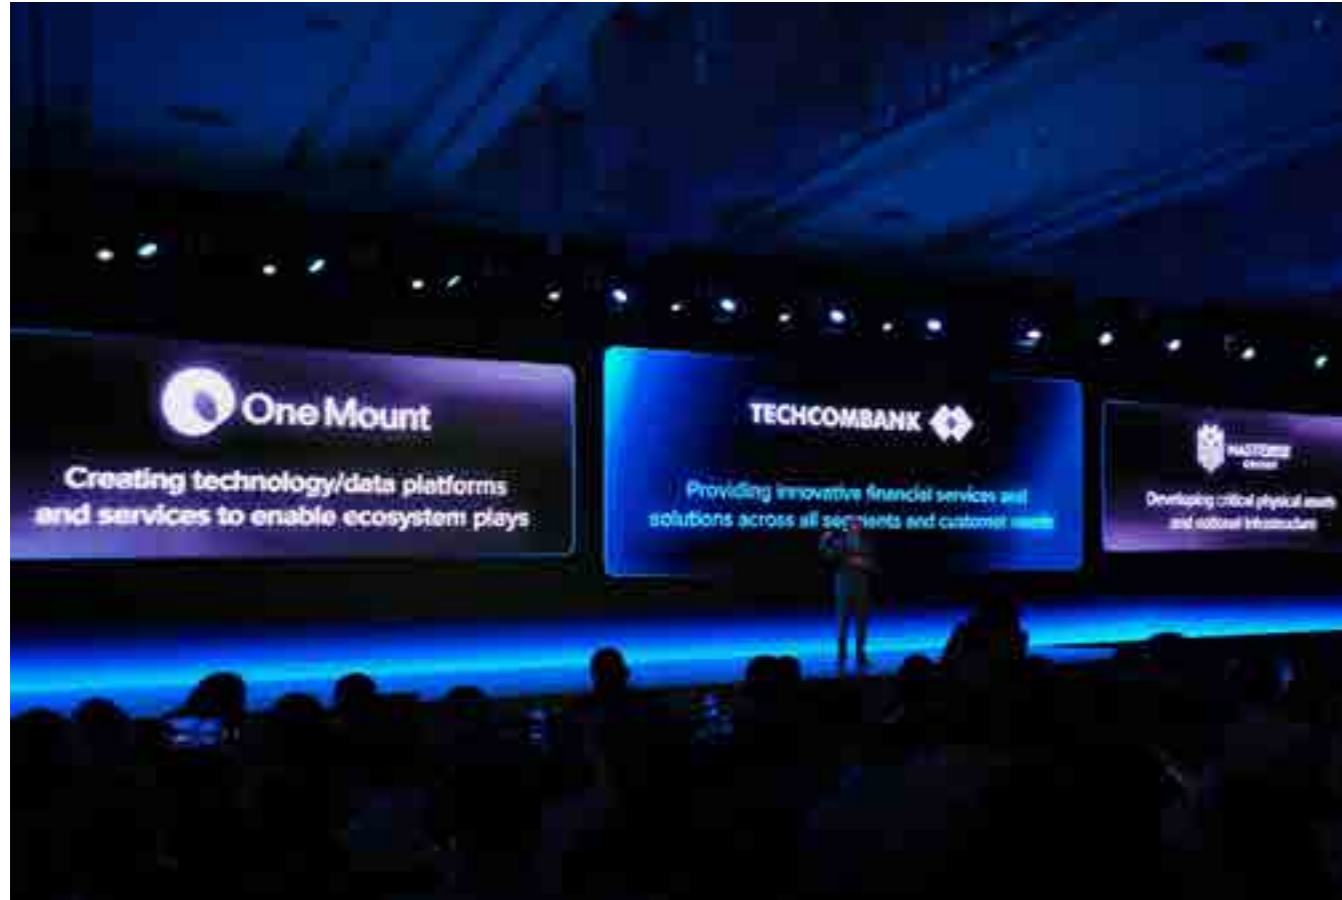 One Mount
Creating technology/data platforms
and services to enable ecosystem plays
TECHCOMBANK
Providing innovative financial services and
solutions across all segments and customer needs
MASTERISE
GROUP
Developing critical physical assets
and national infrastructure